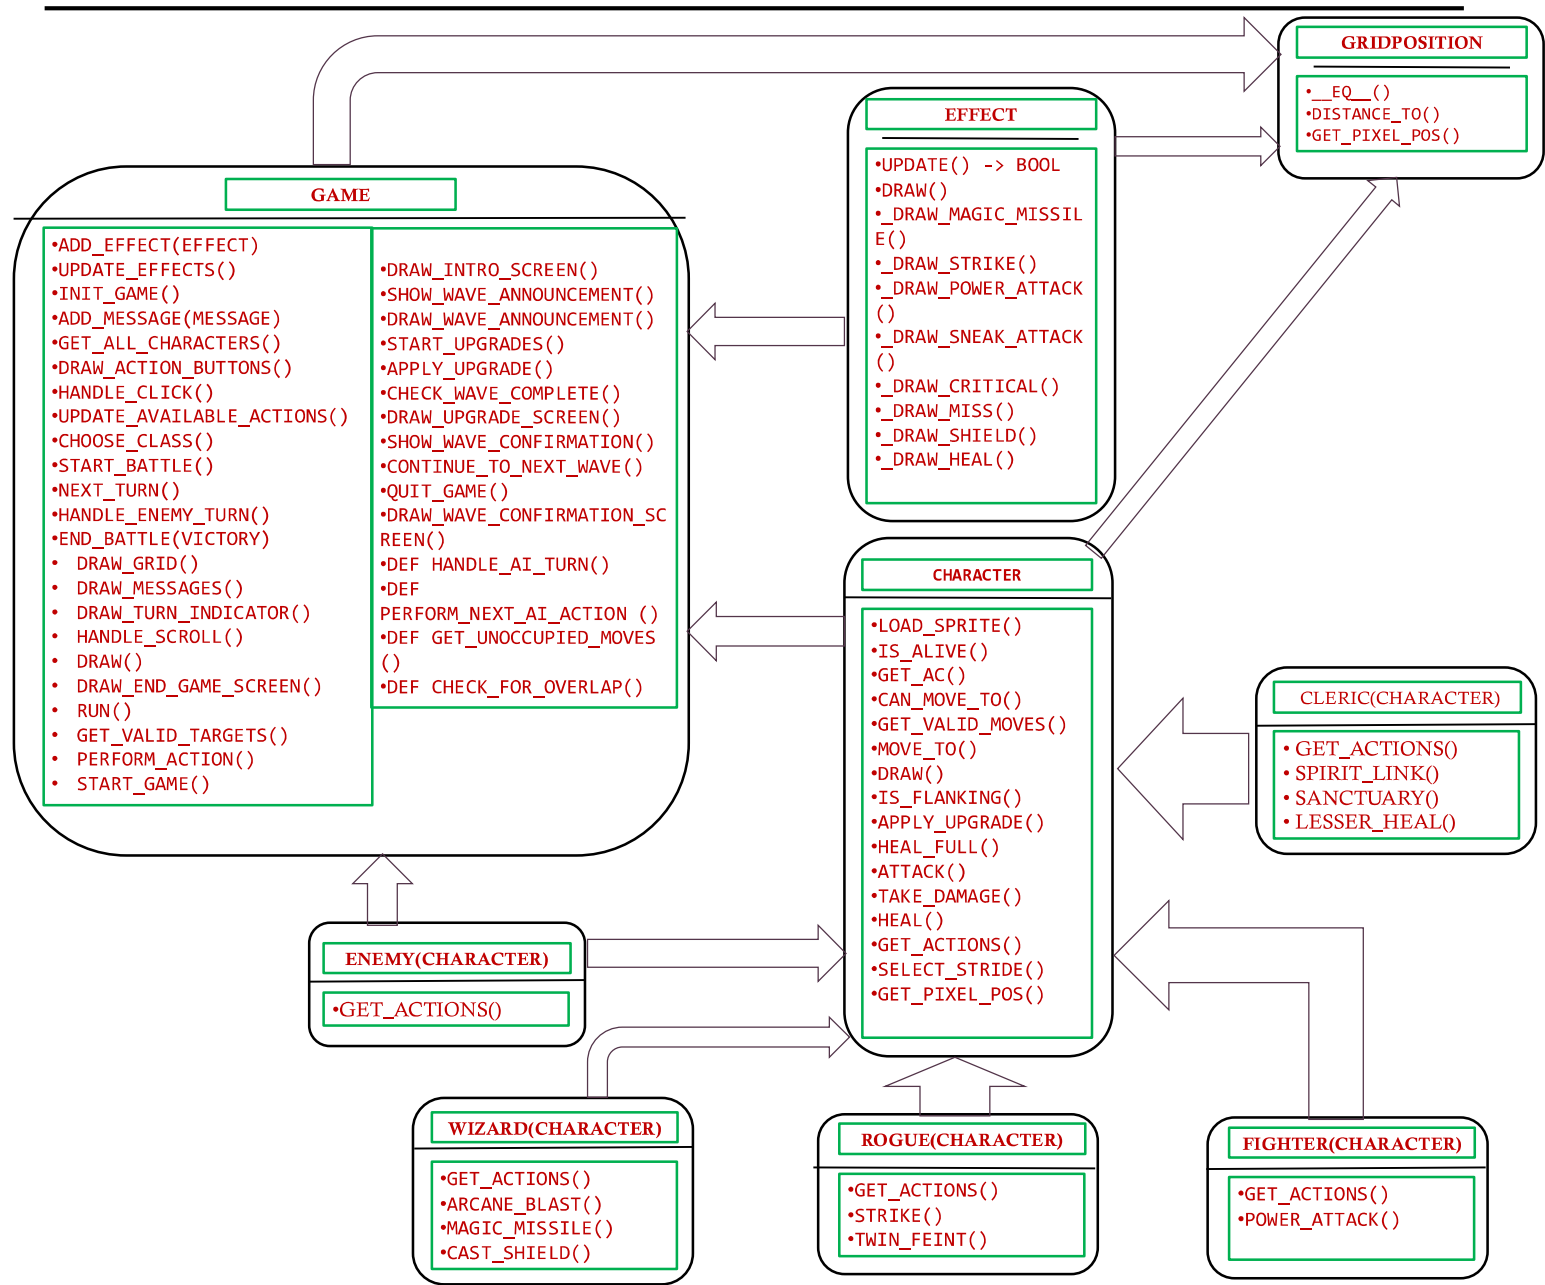 GRIDPOSITION
•__EQ__()
•DISTANCE_TO()
•GET_PIXEL_POS()
EFFECT
•UPDATE() -> BOOL
•DRAW()
•_DRAW_MAGIC_MISSIL
E()
•_DRAW_STRIKE()
•_DRAW_POWER_ATTACK
()
•_DRAW_SNEAK_ATTACK
()
•_DRAW_CRITICAL()
•_DRAW_MISS()
•_DRAW_SHIELD()
•_DRAW_HEAL()
GAME
•ADD_EFFECT(EFFECT)
•UPDATE_EFFECTS()
•INIT_GAME()
•ADD_MESSAGE(MESSAGE)
•GET_ALL_CHARACTERS()
•DRAW_ACTION_BUTTONS()
•HANDLE_CLICK()
•UPDATE_AVAILABLE_ACTIONS()
•CHOOSE_CLASS()
•START_BATTLE()
•NEXT_TURN()
•HANDLE_ENEMY_TURN()
•END_BATTLE(VICTORY)
• DRAW_GRID()
• DRAW_MESSAGES()
• DRAW_TURN_INDICATOR()
• HANDLE_SCROLL()
• DRAW()
• DRAW_END_GAME_SCREEN()
• RUN()
• GET_VALID_TARGETS()
• PERFORM_ACTION()
• START_GAME()
•DRAW_INTRO_SCREEN()
•SHOW_WAVE_ANNOUNCEMENT()
•DRAW_WAVE_ANNOUNCEMENT()
•START_UPGRADES()
•APPLY_UPGRADE()
•CHECK_WAVE_COMPLETE()
•DRAW_UPGRADE_SCREEN()
•SHOW_WAVE_CONFIRMATION()
•CONTINUE_TO_NEXT_WAVE()
•QUIT_GAME()
•DRAW_WAVE_CONFIRMATION_SC
REEN()
•DEF HANDLE_AI_TURN()
•DEF
PERFORM_NEXT_AI_ACTION ()
•DEF GET_UNOCCUPIED_MOVES
()
•DEF CHECK_FOR_OVERLAP()
CHARACTER
•LOAD_SPRITE()
•IS_ALIVE()
•GET_AC()
•CAN_MOVE_TO()
•GET_VALID_MOVES()
•MOVE_TO()
•DRAW()
•IS_FLANKING()
•APPLY_UPGRADE()
•HEAL_FULL()
•ATTACK()
•TAKE_DAMAGE()
•HEAL()
•GET_ACTIONS()
•SELECT_STRIDE()
•GET_PIXEL_POS()
CLERIC(CHARACTER)
• GET_ACTIONS()
• SPIRIT_LINK()
• SANCTUARY()
• LESSER_HEAL()
ENEMY(CHARACTER)
•GET_ACTIONS()
WIZARD(CHARACTER)
•GET_ACTIONS()
•ARCANE_BLAST()
•MAGIC_MISSILE()
•CAST_SHIELD()
ROGUE(CHARACTER)
•GET_ACTIONS()
•STRIKE()
•TWIN_FEINT()
FIGHTER(CHARACTER)
•GET_ACTIONS()
•POWER_ATTACK()